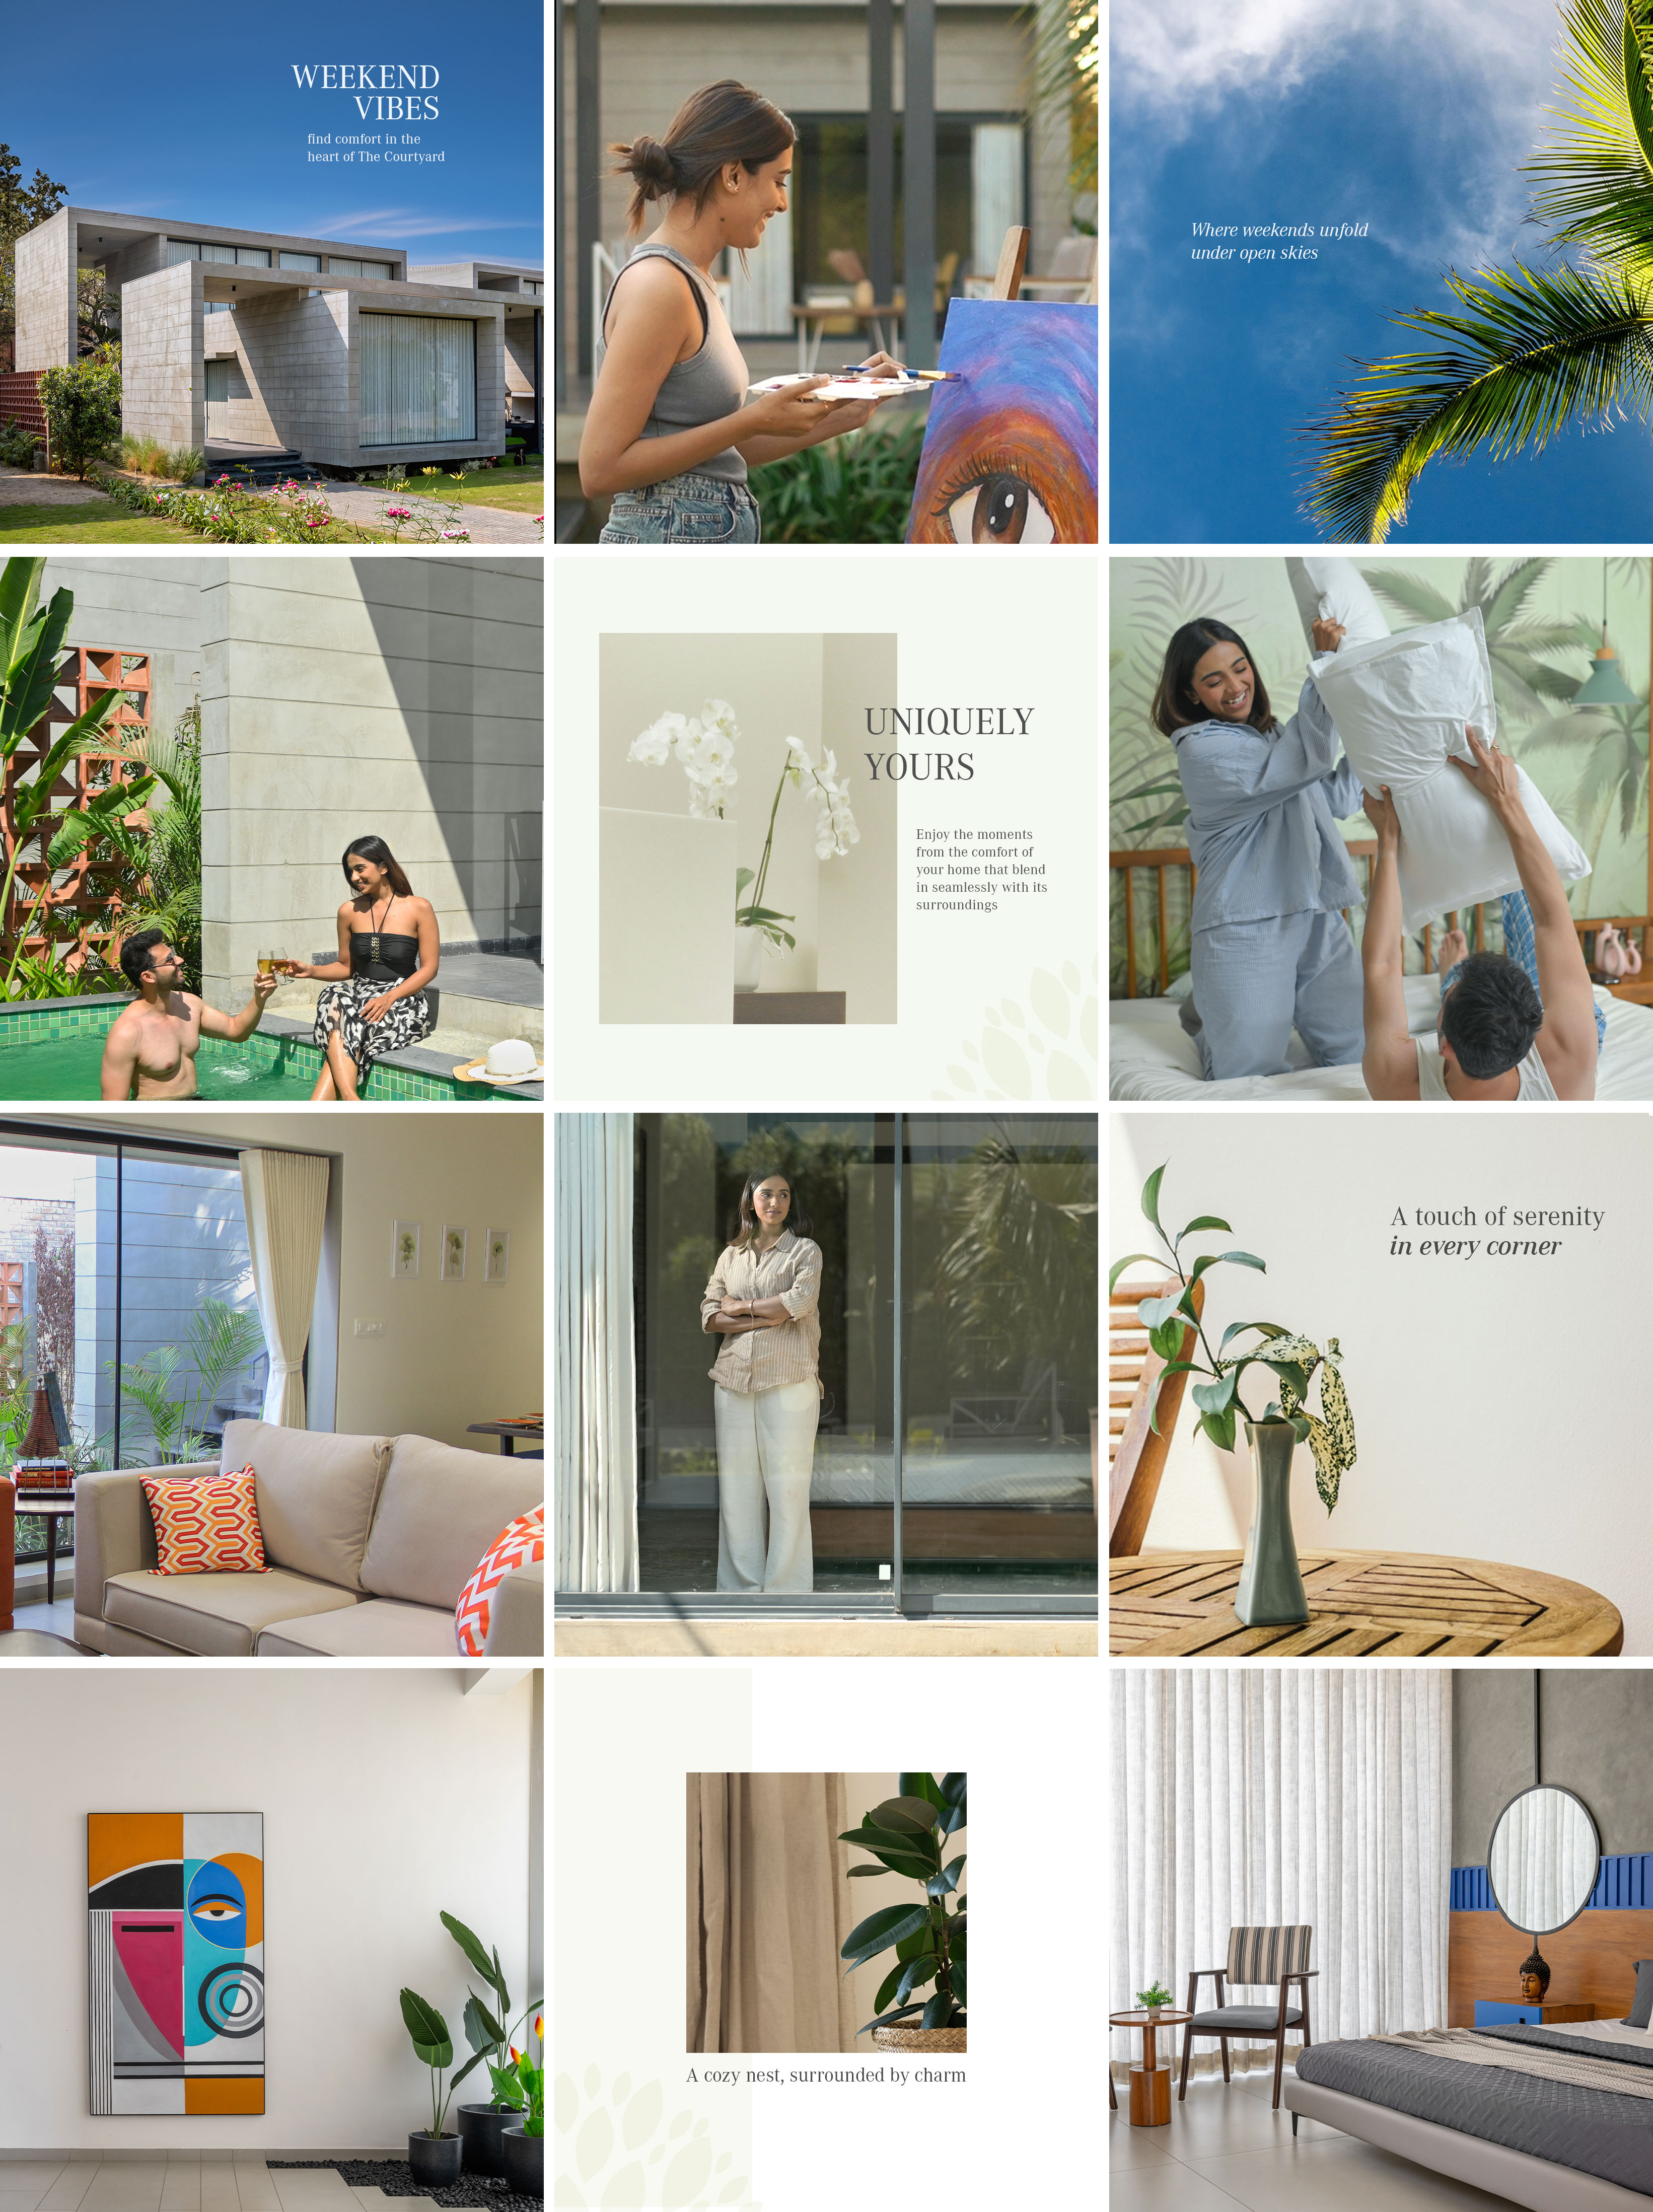 WEEKEND
VIBES
find comfort in the
heart of The Courtyard
Where weekends unfold
under open skies
UNIQUELY
YOURS
Enjoy the moments
from the comfort of
your home that blend
in seamlessly with its
surroundings
A touch of serenity
in every corner
A cozy nest, surrounded by charm